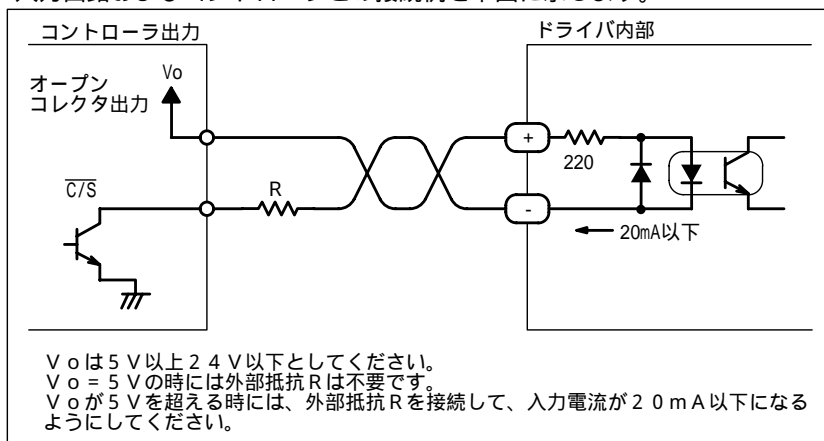 コントローラ出力
ドライバ内部
オープン
コレクタ出力
Vo
C/S
R
+
220
-
20mA以下
Ｖｏは５Ｖ以上２４Ｖ以下としてください。
Ｖｏ＝５Ｖの時には外部抵抗Ｒは不要です。
Ｖｏが５Ｖを超える時には、外部抵抗Ｒを接続して、入力電流が２０ｍＡ以下になる
ようにしてください。